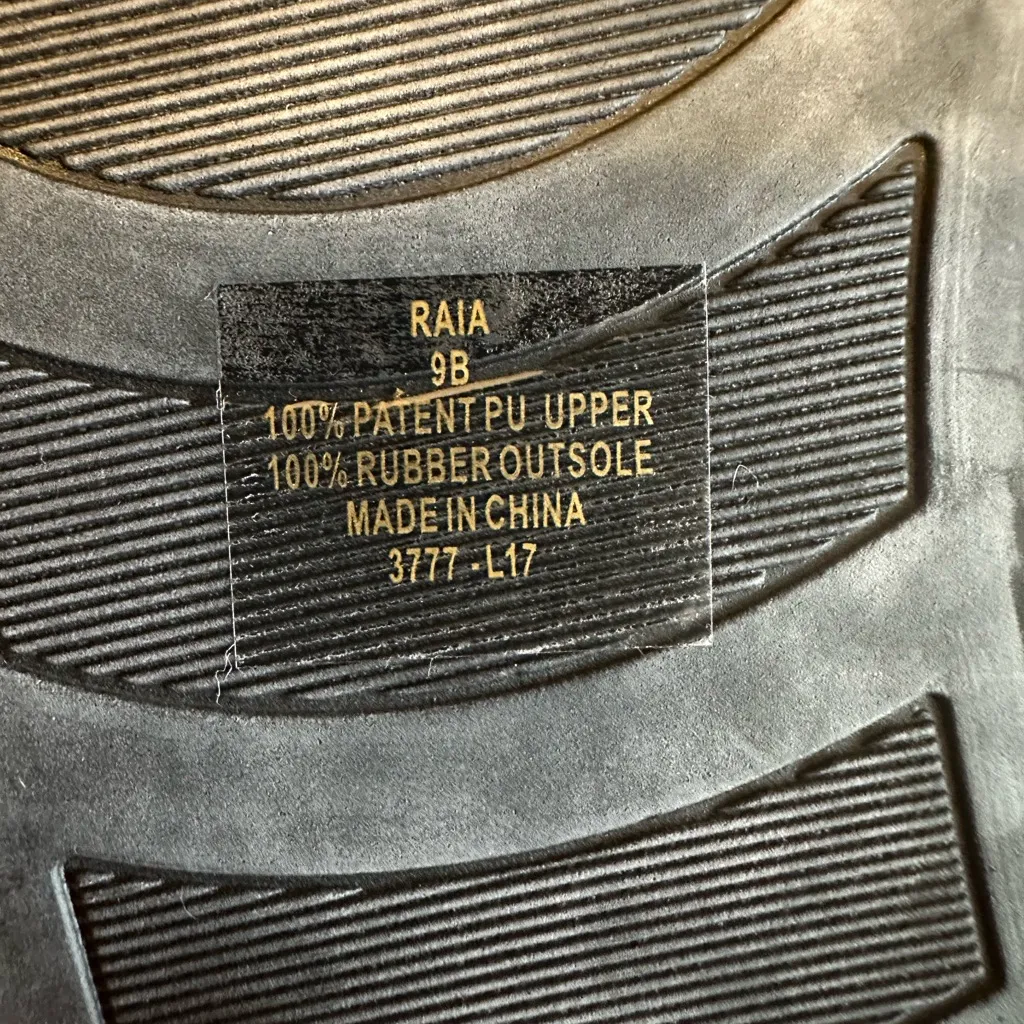 RAIA
9B
100% PATENT PU UPPER
100% RUBBER OUTSOLE
MADE IN CHINA
3777 -L17